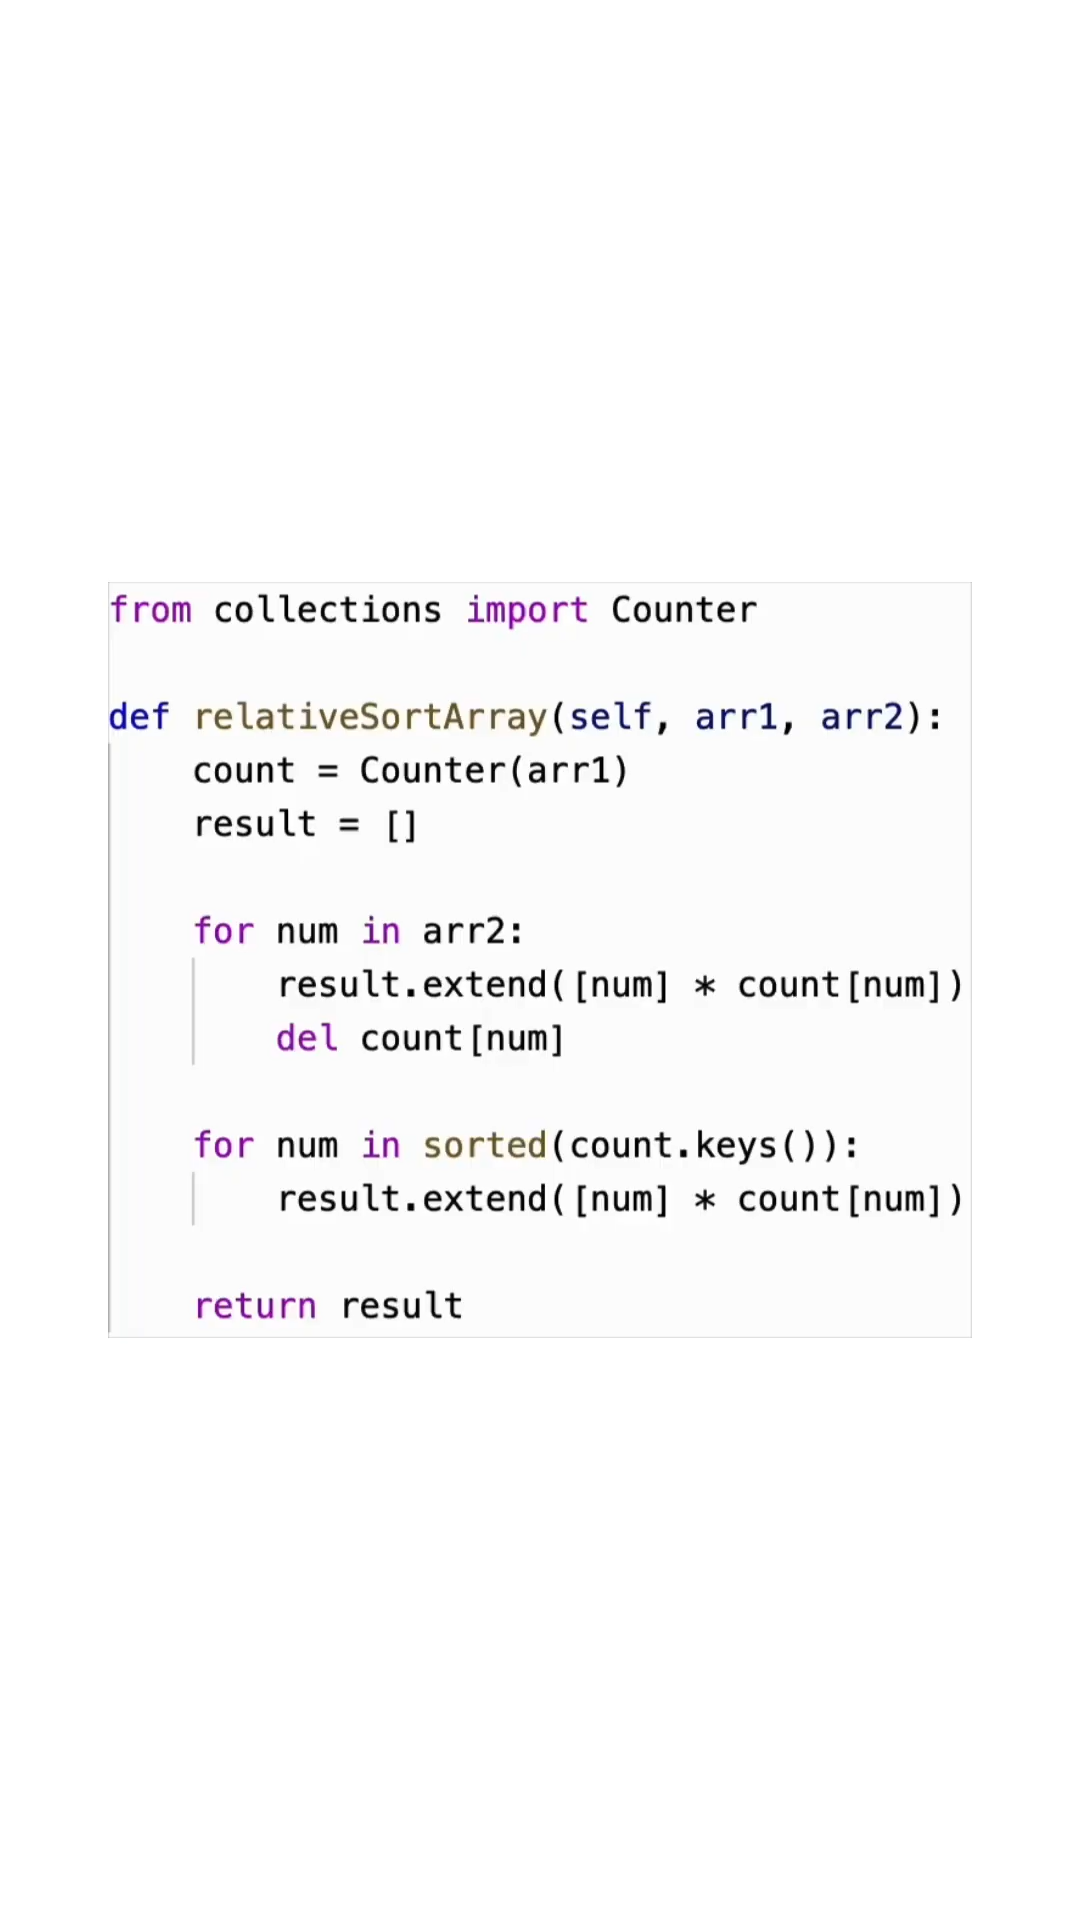 from collections import Counter
def relativeSortArray(self, arr1, arr2):
    count = Counter(arr1)
    result = []
    for num in arr2:
        result.extend([num] * count[num])
        del count[num]
    for num in sorted(count.keys()):
        result.extend([num] * count[num])
    return result